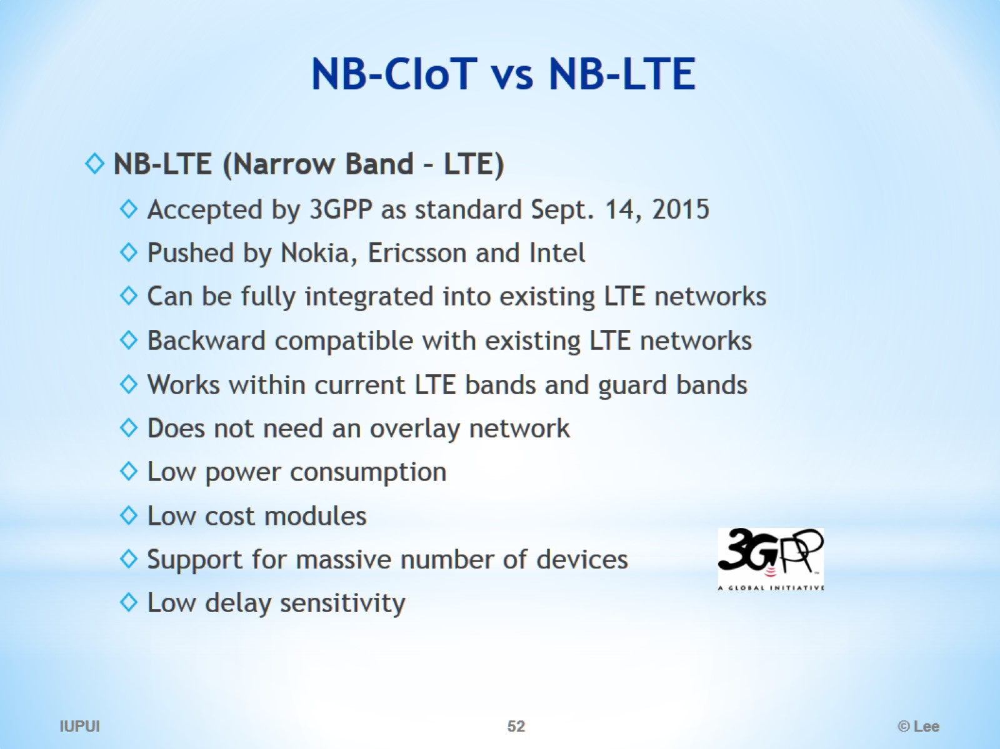 NB-CIoT vs NB-LTE
NB-LTE (Narrow Band – LTE)
Accepted by 3GPP as standard Sept. 14, 2015
Pushed by Nokia, Ericsson and Intel
Can be fully integrated into existing LTE networks
Backward compatible with existing LTE networks
Works within current LTE bands and guard bands
Does not need an overlay network
Low power consumption
Low cost modules
Support for massive number of devices
Low delay sensitivity
3GPP
™
A GLOBAL INITIATIVE
IUPUI
52
© Lee